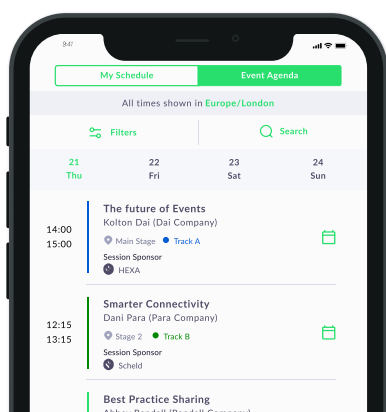 9:41
My Schedule Event Agenda
All times shown in Europe/London
Filters Search
21 22 23 24
Thu Fri Sat Sun
The future of Events
Kolton Dai (Dai Company)
14:00
15:00
Main Stage Track A
Session Sponsor
HEXA
Smarter Connectivity
Dani Para (Para Company)
12:15
13:15
Stage 2 Track B
Session Sponsor
Scheld
Best Practice Sharing